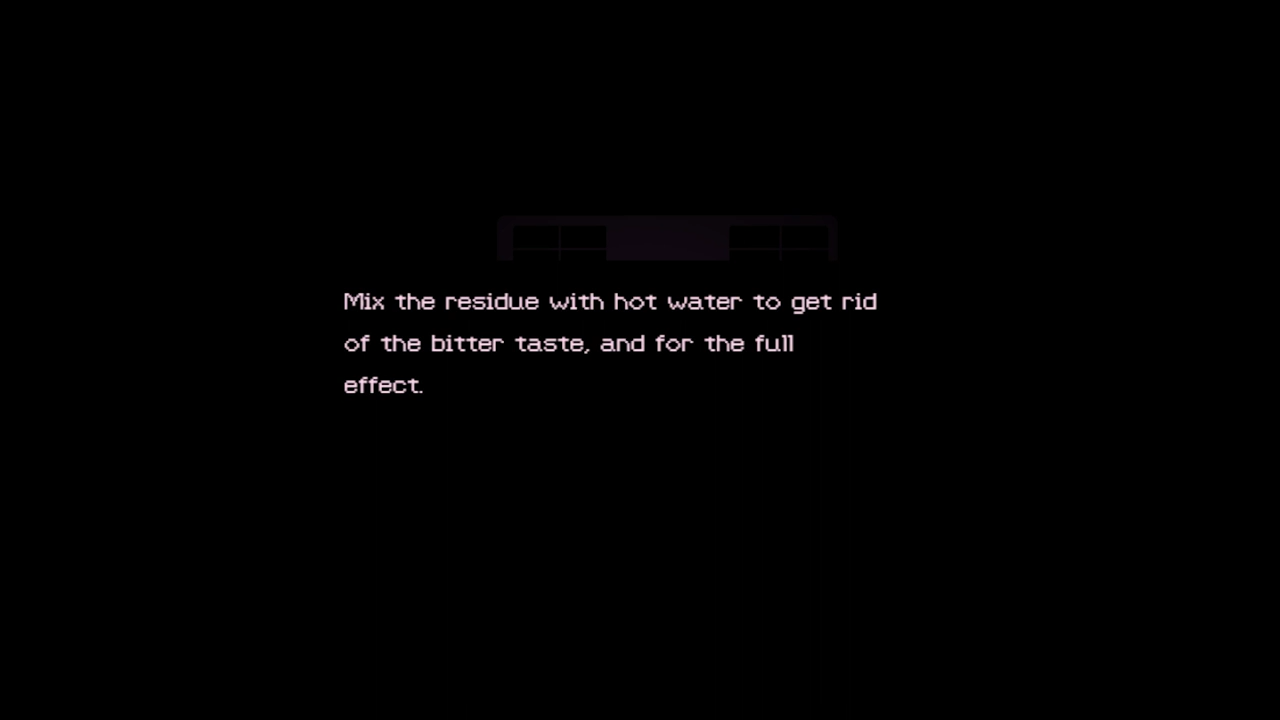 Mix the residue with hot water to get rid
of the bitter taste, and for the full
effect.